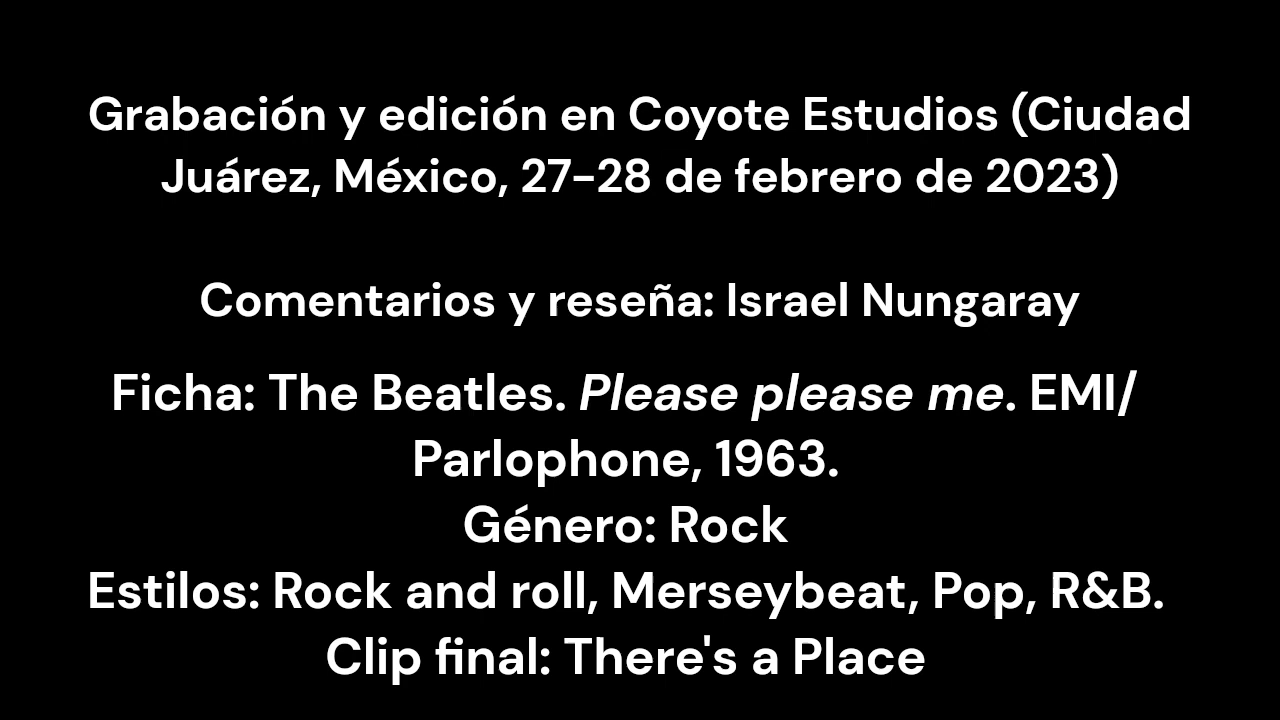 Grabación y edición en Coyote Estudios (Ciudad
Juárez, México, 27-28 de febrero de 2023)
Comentarios y reseña: Israel Nungaray
Ficha: The Beatles. Please please me. EMI/
Parlophone, 1963.
Género: Rock
Estilos: Rock and roll, Merseybeat, Pop, R&B.
Clip final: There's a Place